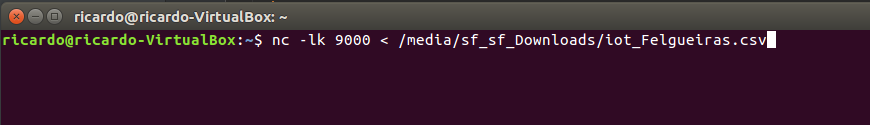 ricardo@ricardo-VirtualBox: ~
ricardo@ricardo-VirtualBox:~$ nc -lk 9000 < /media/sf_sf_Downloads/iot_Felgueiras.csv